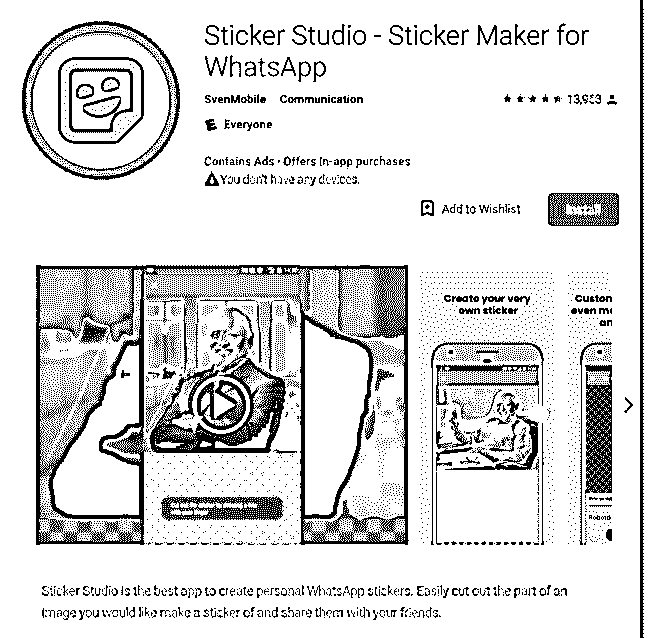 Sticker Studio - Sticker Maker for
WhatsApp
SvenMobile Communication
13,953
E Everyone
Contains Ads · Offers in-app purchases
You don't have any devices.
Add to Wishlist
Install
Create your very
own sticker
Custom
even mo
an
Sticker Studio is the best app to create personal WhatsApp stickers. Easily cut out the part of an
image you would like make a sticker of and share them with your friends.